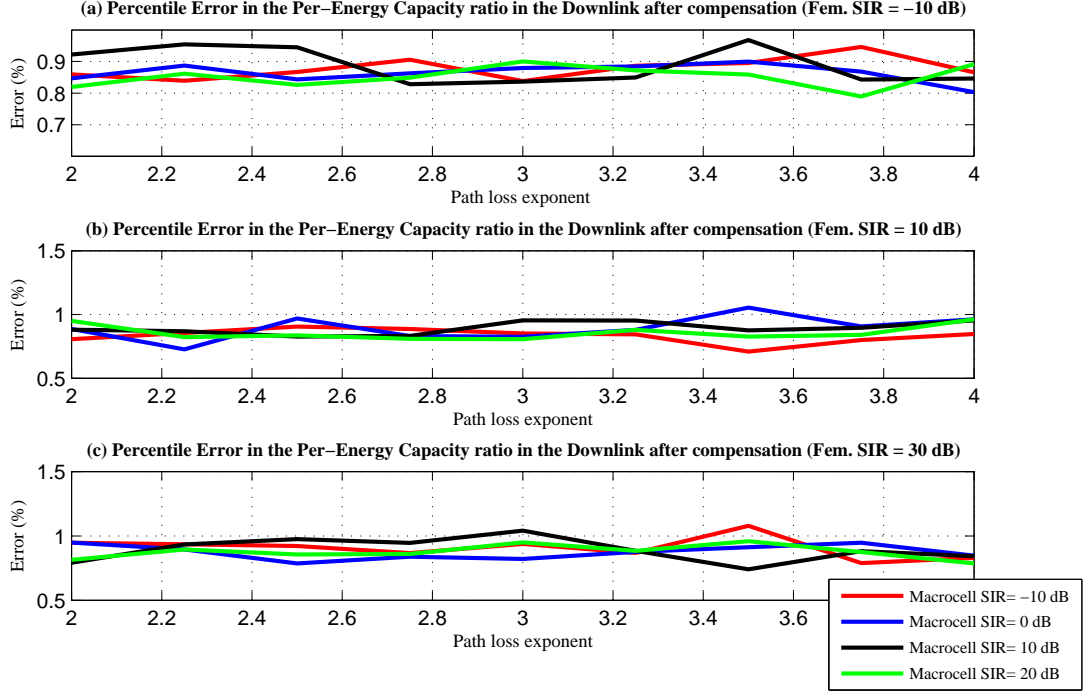 (a) Percentile Error in the Per−Energy Capacity ratio in the Downlink after compensation (Fem. SIR = −10 dB)
0.9
0.8
0.7
Error (%)
2 2.2 2.4 2.6 2.8 3 3.2 3.4 3.6 3.8 4
Path loss exponent
(b) Percentile Error in the Per−Energy Capacity ratio in the Downlink after compensation (Fem. SIR = 10 dB)
1.5
1
0.5
Error (%)
2 2.2 2.4 2.6 2.8 3 3.2 3.4 3.6 3.8 4
Path loss exponent
(c) Percentile Error in the Per−Energy Capacity ratio in the Downlink after compensation (Fem. SIR = 30 dB)
1.5
1
0.5
Error (%)
2 2.2 2.4 2.6 2.8 3 3.2 3.4 3.6
Path loss exponent
Macrocell SIR= −10 dB
Macrocell SIR= 0 dB
Macrocell SIR= 10 dB
Macrocell SIR= 20 dB